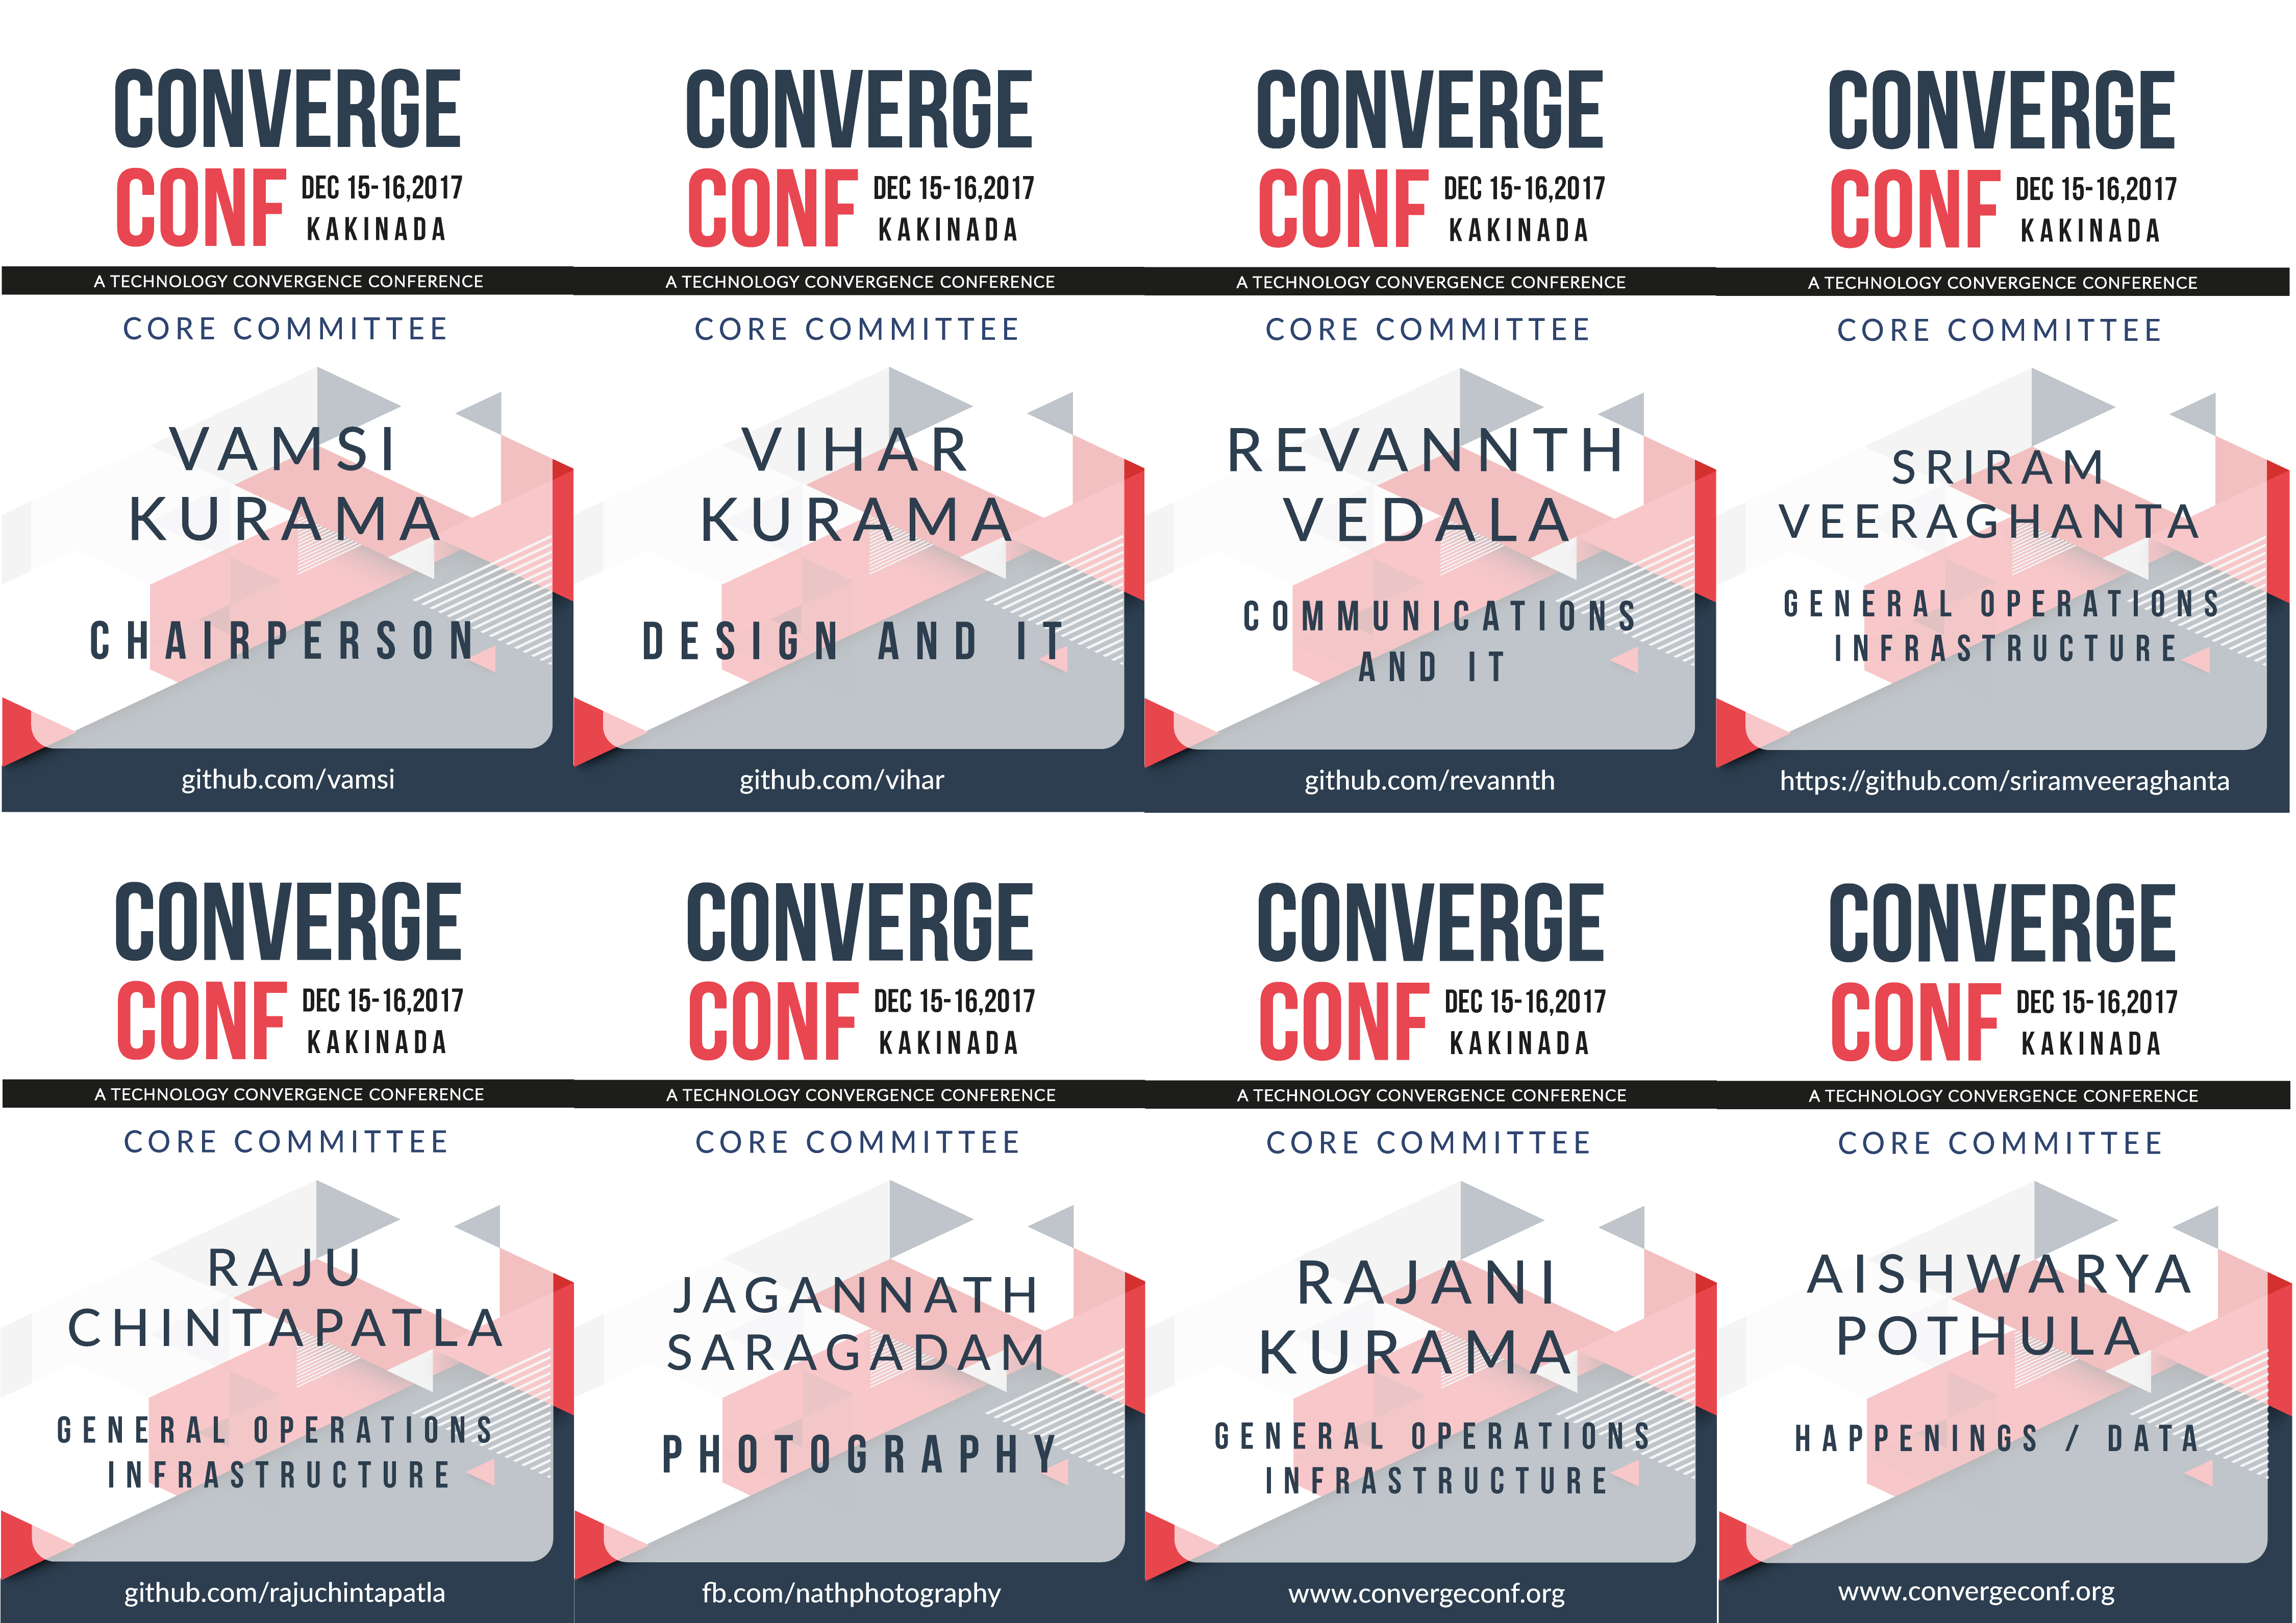 CONVERGE
CONF
DEC 15-16,2017
KAKINADA
A TECHNOLOGY CONVERGENCE CONFERENCE
CORE COMMITTEE
VAMSI
KURAMA
CHAIRPERSON
github.com/vamsi
CONVERGE
CONF
DEC 15-16,2017
KAKINADA
A TECHNOLOGY CONVERGENCE CONFERENCE
CORE COMMITTEE
VIHAR
KURAMA
DESIGN AND IT
github.com/vihar
CONVERGE
CONF
DEC 15-16,2017
KAKINADA
A TECHNOLOGY CONVERGENCE CONFERENCE
CORE COMMITTEE
REVANNTH
VEDALA
COMMUNICATIONS
AND IT
github.com/revannth
CONVERGE
CONF
DEC 15-16,2017
KAKINADA
A TECHNOLOGY CONVERGENCE CONFERENCE
CORE COMMITTEE
SRIRAM
VEERAGHANTA
GENERAL OPERATIONS
INFRASTRUCTURE
https://github.com/sriramveeraghanta
CONVERGE
CONF
DEC 15-16,2017
KAKINADA
A TECHNOLOGY CONVERGENCE CONFERENCE
CORE COMMITTEE
RAJU
CHINTAPATLA
GENERAL OPERATIONS
INFRASTRUCTURE
github.com/rajuchintapatla
CONVERGE
CONF
DEC 15-16,2017
KAKINADA
A TECHNOLOGY CONVERGENCE CONFERENCE
CORE COMMITTEE
JAGANNATH
SARAGADAM
PHOTOGRAPHY
fb.com/nathphotography
CONVERGE
CONF
DEC 15-16,2017
KAKINADA
A TECHNOLOGY CONVERGENCE CONFERENCE
CORE COMMITTEE
RAJANI
KURAMA
GENERAL OPERATIONS
INFRASTRUCTURE
www.convergeconf.org
CONVERGE
CONF
DEC 15-16,2017
KAKINADA
A TECHNOLOGY CONVERGENCE CONFERENCE
CORE COMMITTEE
AISHWARYA
POTHULA
HAPPENINGS / DATA
www.convergeconf.org